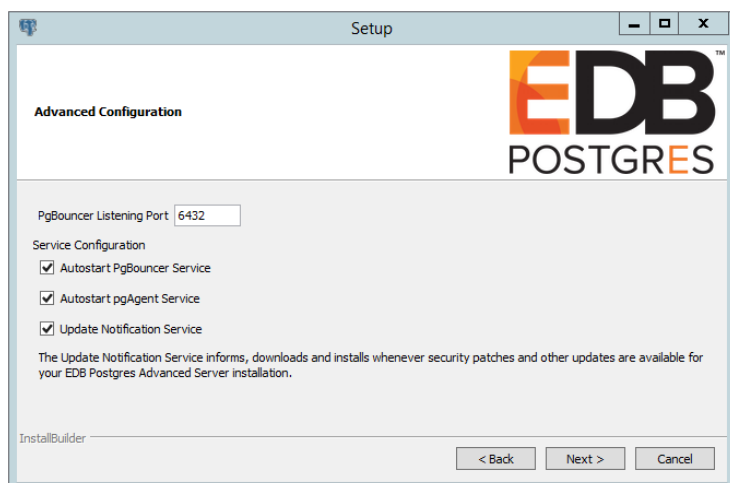 Setup
Advanced Configuration
EDB™
POSTGRES
PgBouncer Listening Port 6432
Service Configuration
Autostart PgBouncer Service
Autostart pgAgent Service
Update Notification Service
The Update Notification Service informs, downloads and installs whenever security patches and other updates are available for
your EDB Postgres Advanced Server installation.
InstallBuilder
< Back Next > Cancel